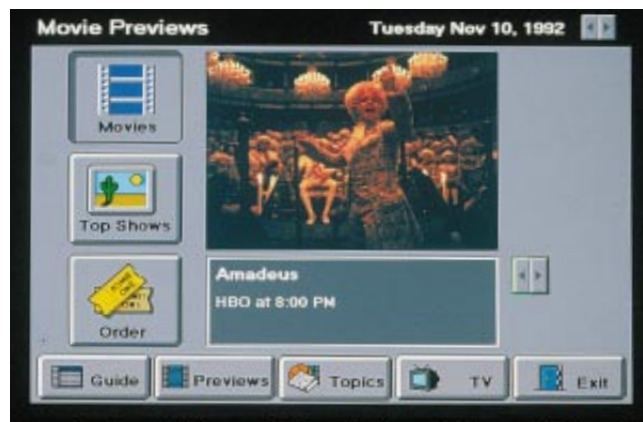 Movie Previews
Tuesday Nov 10, 1992
Movies
Top Shows
Amadeus
HBO at 8:00 PM
Order
Guide
Previews
Topics
TV
Exit